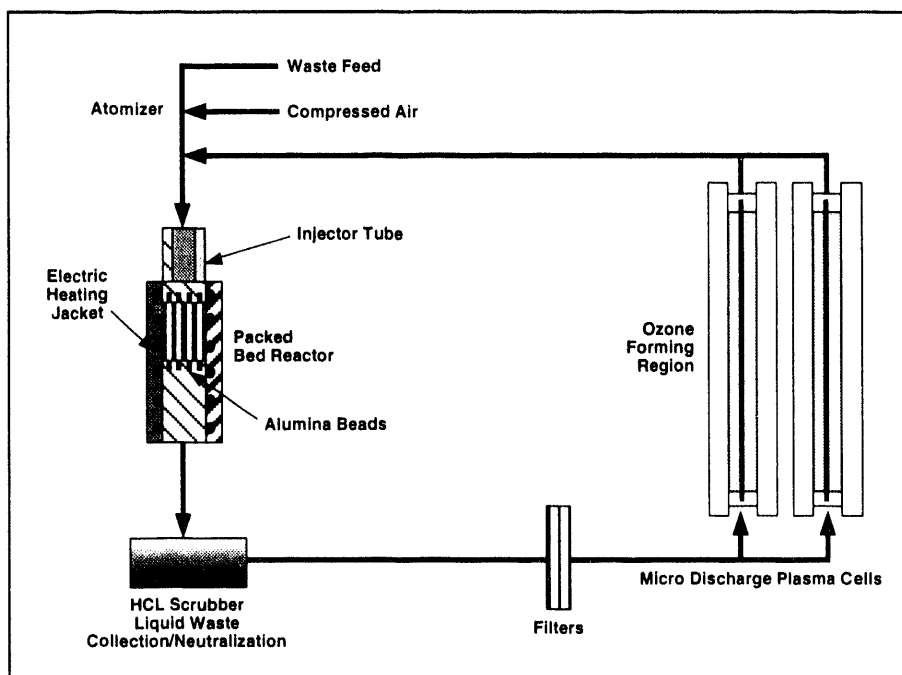 Waste Feed
Atomizer
Compressed Air
Injector Tube
Electric
Heating
Jacket
Packed
Bed Reactor
Alumina Beads
Ozone
Forming
Region
HCL Scrubber
Liquid Waste
Collection/Neutralization
Filters
Micro Discharge Plasma Cells